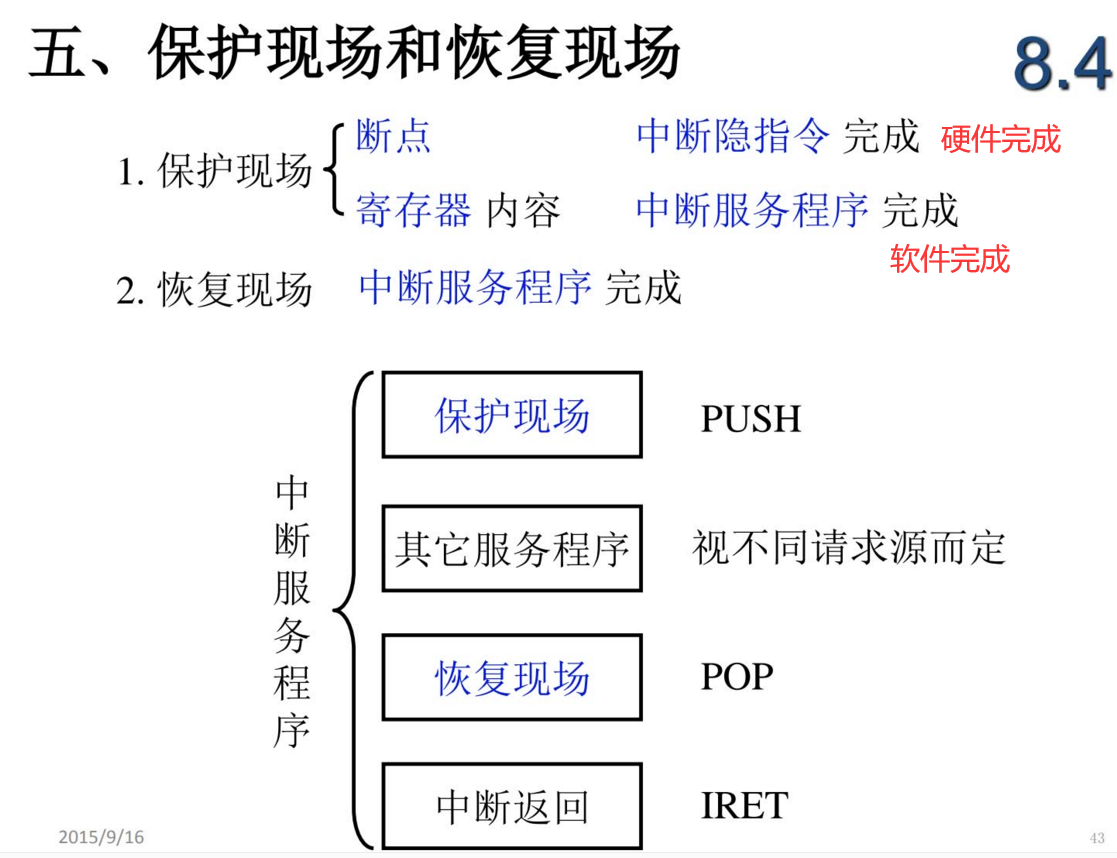 五、保护现场和恢复现场
8.4
断点 中断隐指令 完成 硬件完成
1. 保护现场
寄存器 内容 中断服务程序 完成
软件完成
2. 恢复现场 中断服务程序 完成
中断服务程序
保护现场 PUSH
其它服务程序 视不同请求源而定
恢复现场 POP
中断返回 IRET
2015/9/16
43